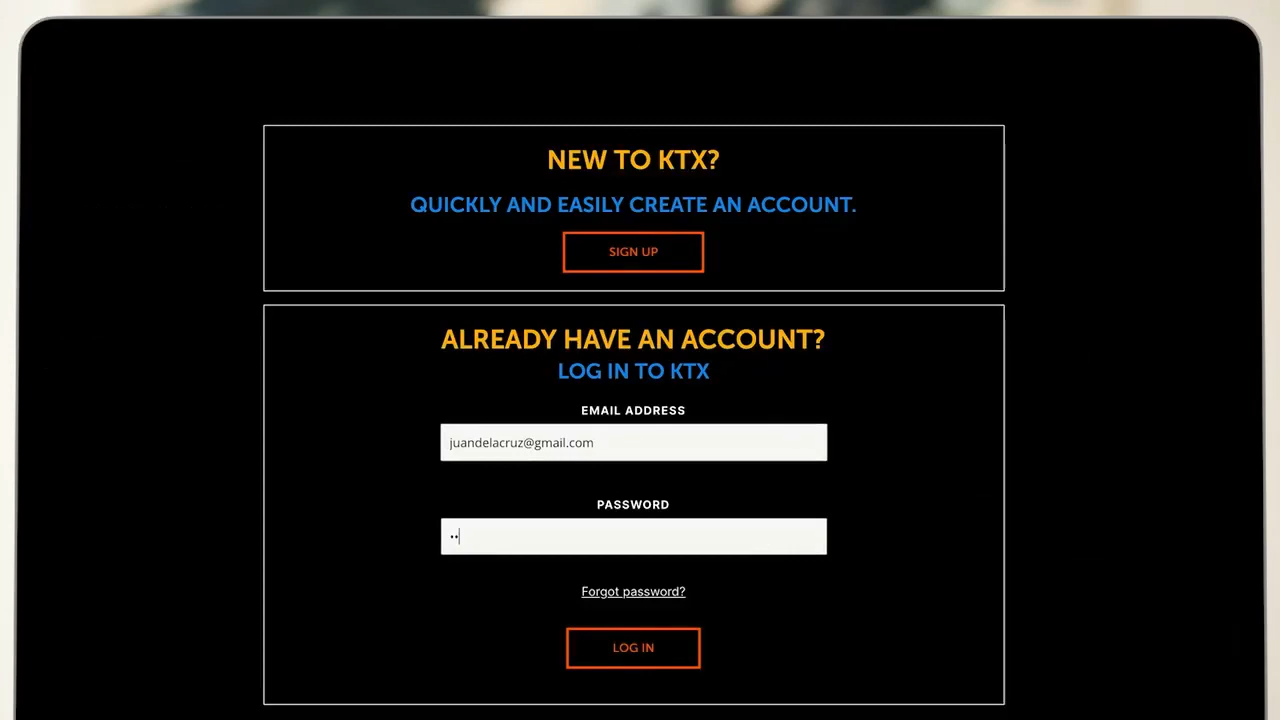 NEW TO KTX?
QUICKLY AND EASILY CREATE AN ACCOUNT.
SIGN UP
ALREADY HAVE AN ACCOUNT?
LOG IN TO KTX
EMAIL ADDRESS
juandelacruz@gmail.com
PASSWORD
••
Forgot password?
LOG IN